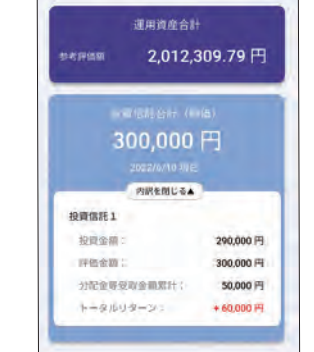 運用資産合計
参考評価額 2,012,309.79 円
投資信託合計（時価）
300,000 円
2022/6/10 現在
内訳を閉じる▲
投資信託 1
投資金額： 290,000 円
評価金額： 300,000 円
分配金等受取金額累計： 50,000 円
トータルリターン： + 60,000 円